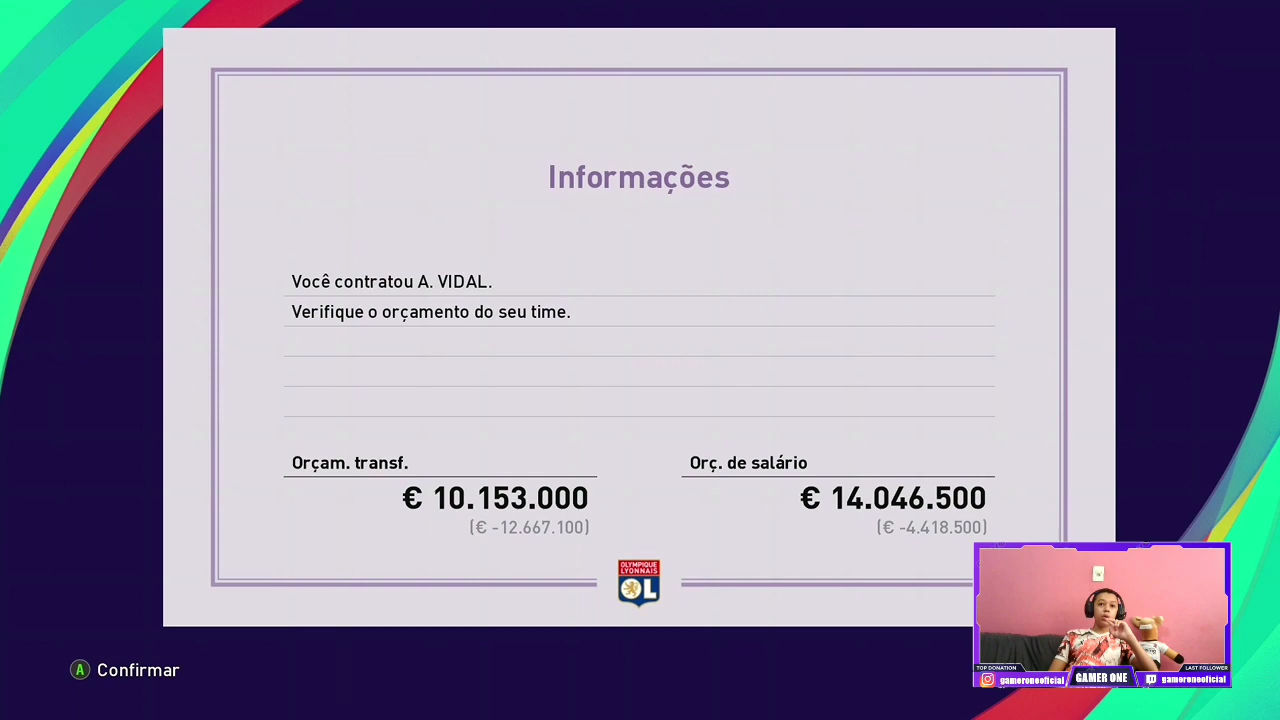 Informações
Você contratou A. VIDAL.
Verifique o orçamento do seu time.
Orçam. transf.
€ 10.153.000
(€ -12.667.100)
Orç. de salário
€ 14.046.500
(€ -4.418.500)
OLYMPIQUE
LYONNAIS
OL
A Confirmar
TOP DONATION
LAST FOLLOWER
gameroneoficial
GAMER ONE
gameroneoficial